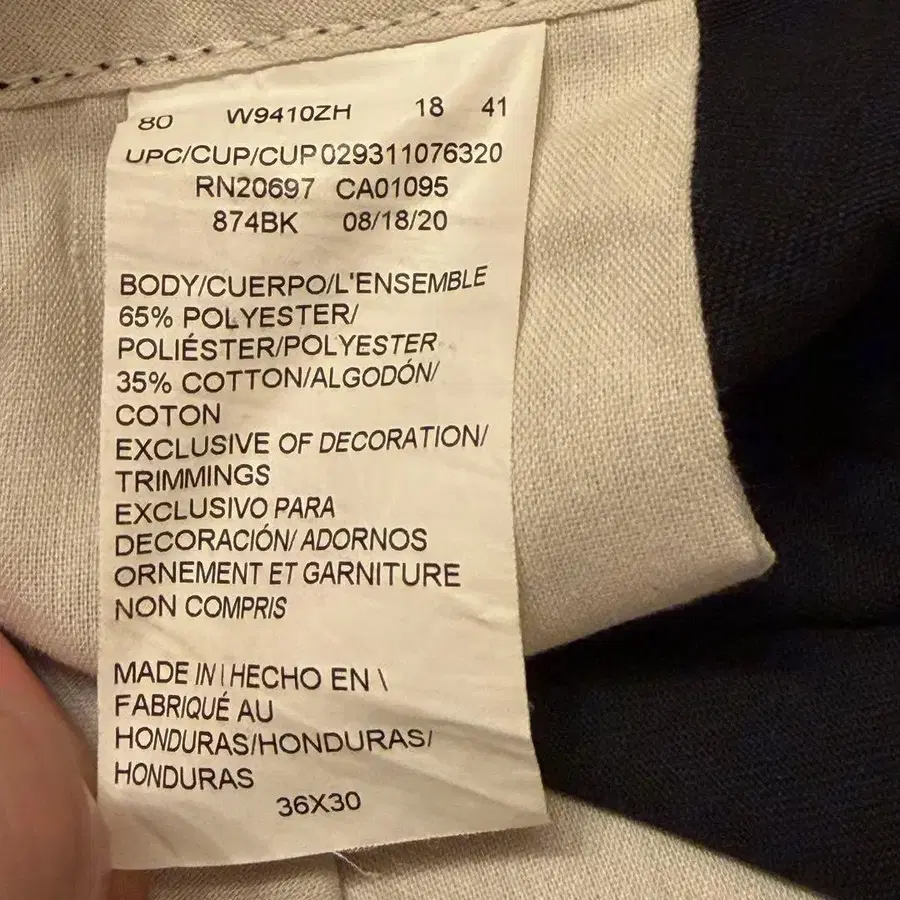 80 W9410ZH 18 41
UPC/CUP/CUP 029311076320
RN20697 CA01095
874BK 08/18/20
BODY/CUERPO/L'ENSEMBLE
65% POLYESTER/
POLIÉSTER/POLYESTER
35% COTTON/ALGODÓN/
COTON
EXCLUSIVE OF DECORATION/
TRIMMINGS
EXCLUSIVO PARA
DECORACIÓN/ ADORNOS
ORNEMENT ET GARNITURE
NON COMPRIS
MADE IN \ HECHO EN \
FABRIQUÉ AU
HONDURAS/HONDURAS/
HONDURAS
36X30